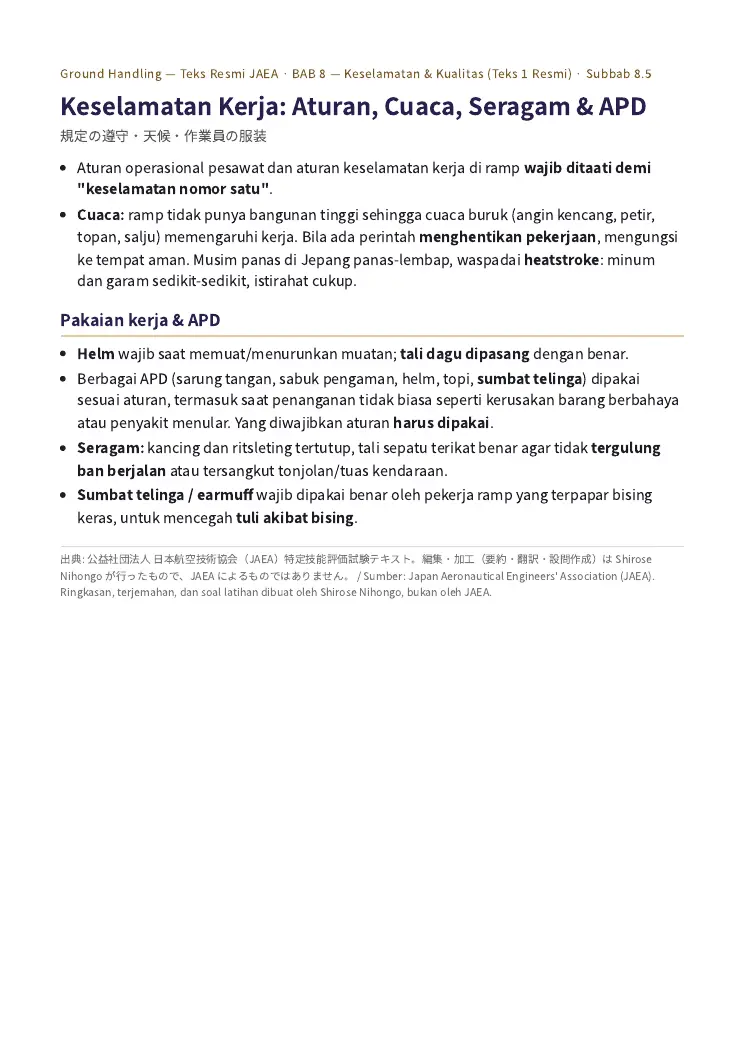 Ground Handling — Teks Resmi JAEA · BAB 8 — Keselamatan & Kualitas (Teks 1 Resmi) · Subbab 8.5
Keselamatan Kerja: Aturan, Cuaca, Seragam & APD
規定の遵守・天候・作業員の服装
• Aturan operasional pesawat dan aturan keselamatan kerja di ramp wajib ditaati demi
"keselamatan nomor satu".
• Cuaca: ramp tidak punya bangunan tinggi sehingga cuaca buruk (angin kencang, petir,
topan, salju) memengaruhi kerja. Bila ada perintah menghentikan pekerjaan, mengungsi
ke tempat aman. Musim panas di Jepang panas-lembap, waspadai heatstroke: minum
dan garam sedikit-sedikit, istirahat cukup.
Pakaian kerja & APD
• Helm wajib saat memuat/menurunkan muatan; tali dagu dipasang dengan benar.
• Berbagai APD (sarung tangan, sabuk pengaman, helm, topi, sumbat telinga) dipakai
sesuai aturan, termasuk saat penanganan tidak biasa seperti kerusakan barang berbahaya
atau penyakit menular. Yang diwajibkan aturan harus dipakai.
• Seragam: kancing dan ritsleting tertutup, tali sepatu terikat benar agar tidak tergulung
ban berjalan atau tersangkut tonjolan/tuas kendaraan.
• Sumbat telinga / earmuff wajib dipakai benar oleh pekerja ramp yang terpapar bising
keras, untuk mencegah tuli akibat bising.
出典: 公益社団法人 日本航空技術協会（JAEA）特定技能評価試験テキスト。編集・加工（要約・翻訳・設問作成）は Shirose
Nihongo が行ったもので、JAEA によるものではありません。 / Sumber: Japan Aeronautical Engineers' Association (JAEA).
Ringkasan, terjemahan, dan soal latihan dibuat oleh Shirose Nihongo, bukan oleh JAEA.